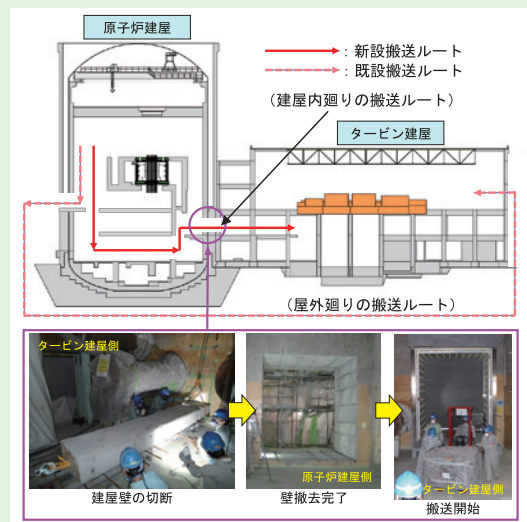 原子炉建屋
：新設搬送ルート
：既設搬送ルート
（建屋内廻りの搬送ルート）
タービン建屋
（屋外廻りの搬送ルート）
タービン建屋側
原子炉建屋側
タービン建屋側
建屋壁の切断
壁撤去完了
搬送開始